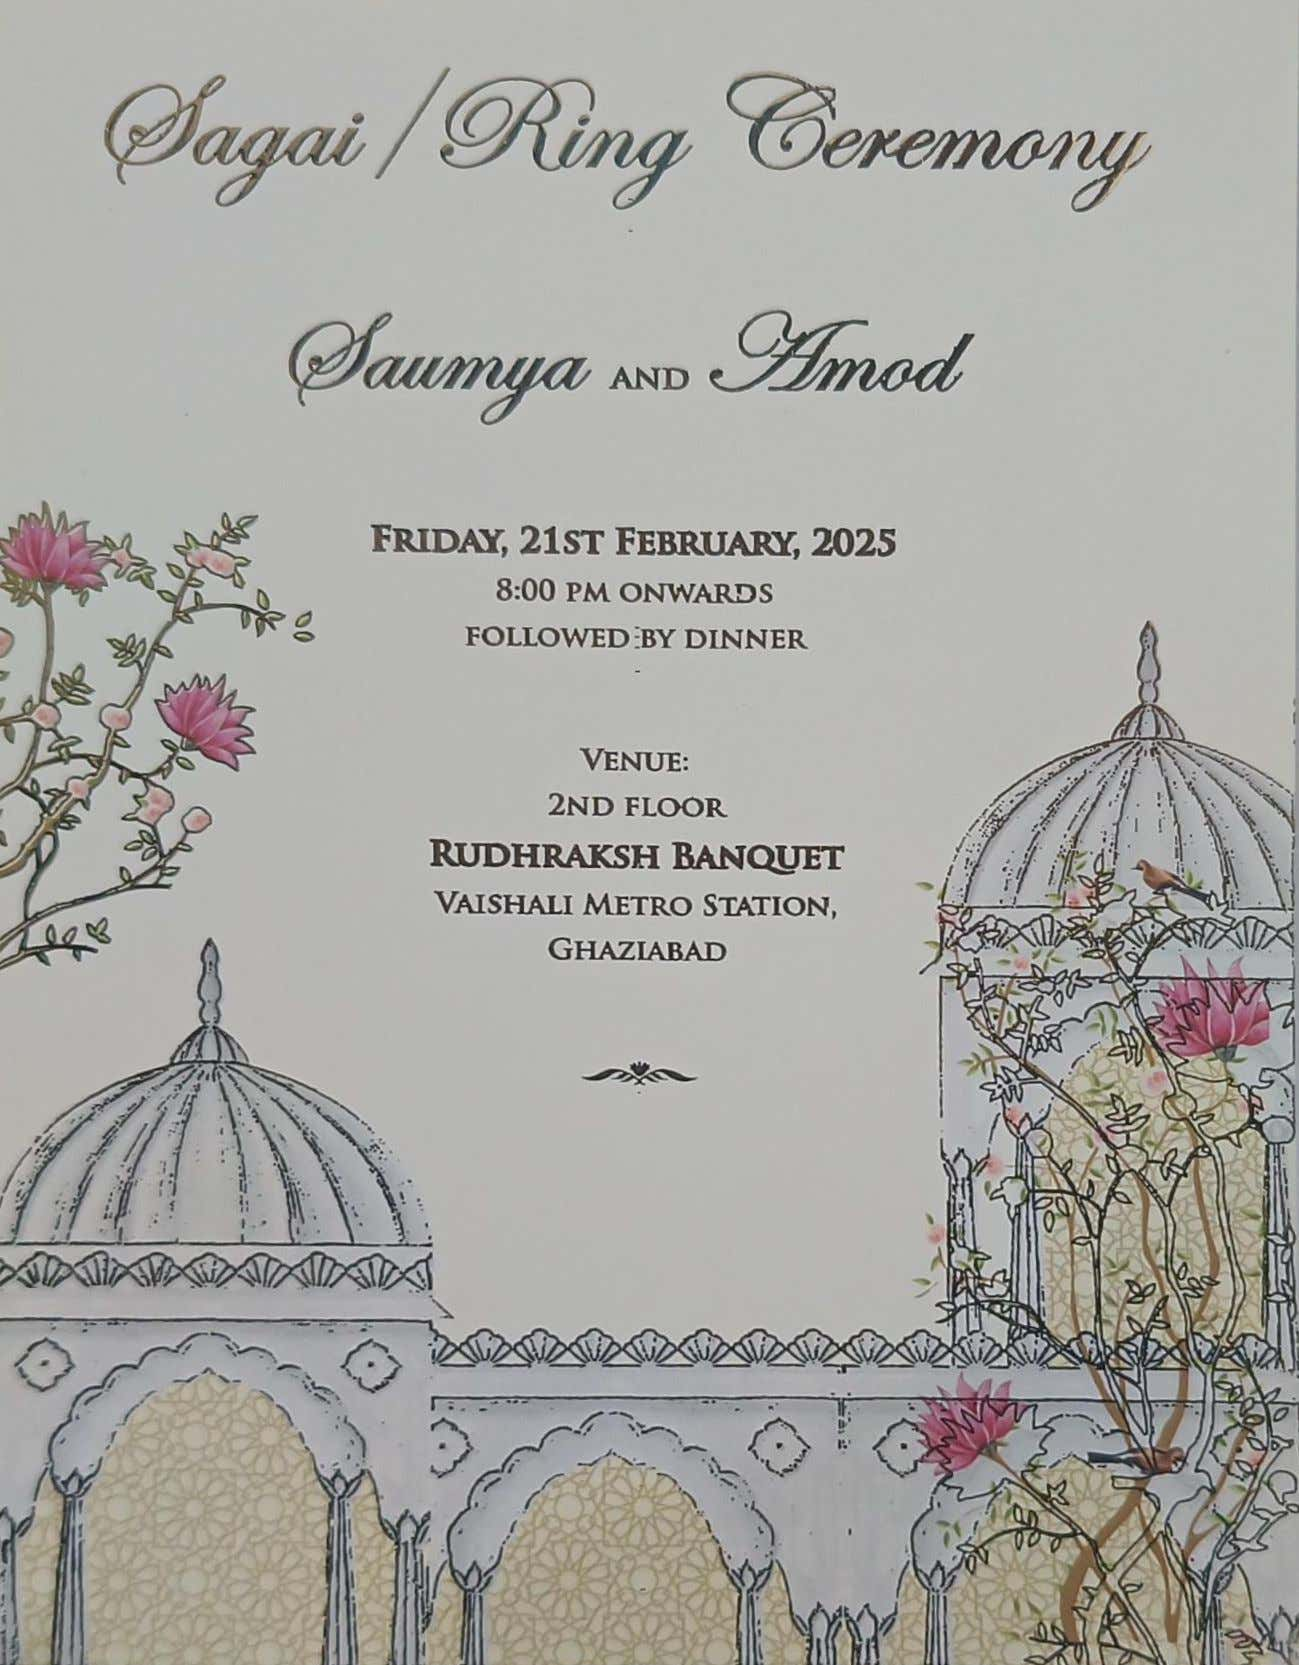 Sagai / Ring Ceremony
Saumya AND Amod
FRIDAY, 21ST FEBRUARY, 2025
8:00 PM ONWARDS
FOLLOWED BY DINNER
VENUE:
2ND FLOOR
RUDHRAKSH BANQUET
VAISHALI METRO STATION,
GHAZIABAD